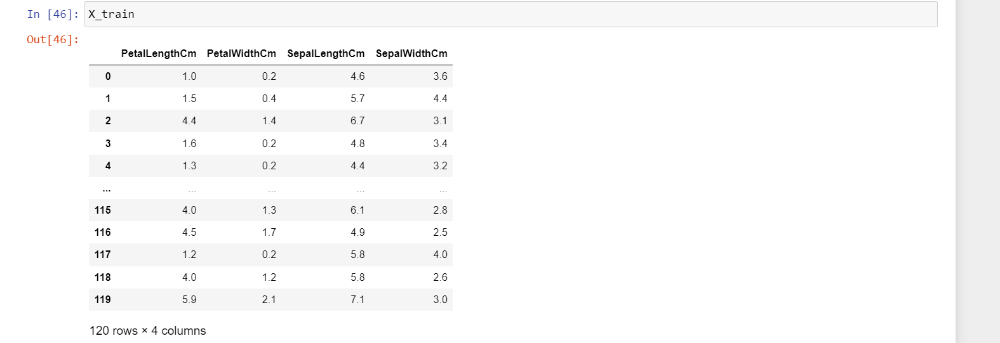 In [46]: X_train
Out[46]:
PetalLengthCm PetalWidthCm SepalLengthCm SepalWidthCm
0 1.0 0.2 4.6 3.6
1 1.5 0.4 5.7 4.4
2 4.4 1.4 6.7 3.1
3 1.6 0.2 4.8 3.4
4 1.3 0.2 4.4 3.2
... ... ... ... ...
115 4.0 1.3 6.1 2.8
116 4.5 1.7 4.9 2.5
117 1.2 0.2 5.8 4.0
118 4.0 1.2 5.8 2.6
119 5.9 2.1 7.1 3.0
120 rows × 4 columns